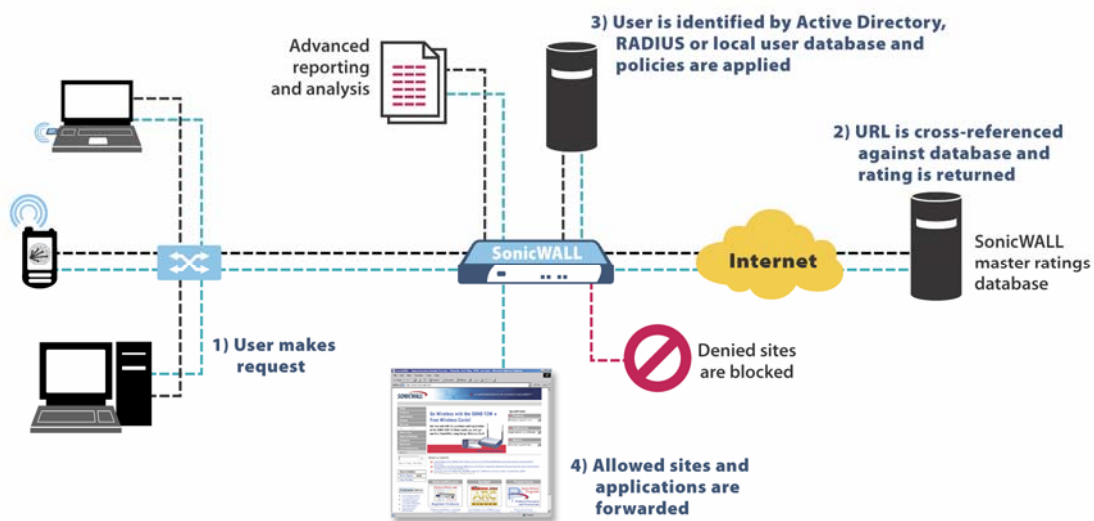 3) User is identified by Active Directory,
RADIUS or local user database and
policies are applied
Advanced
reporting
and analysis
2) URL is cross-referenced
against database and
rating is returned
SonicWALL
Internet
SonicWALL
master ratings
database
1) User makes
request
Denied sites
are blocked
SONICWALL
4) Allowed sites and
applications are
forwarded